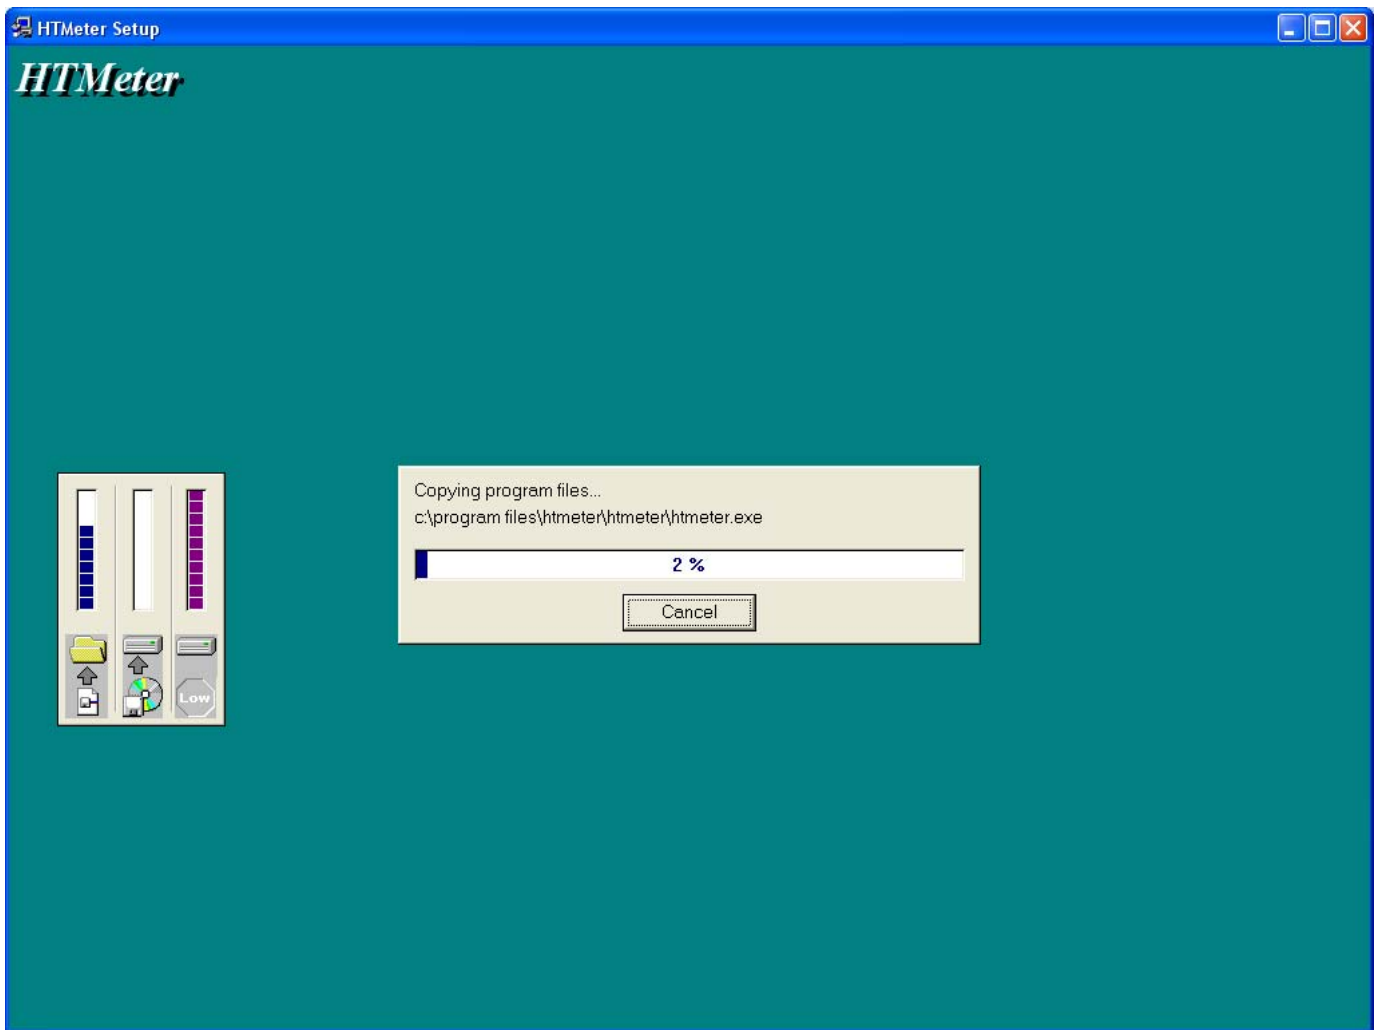 HTMeter Setup
HTMeter
Copying program files...
c:\program files\htmeter\htmeter\htmeter.exe
2 %
Cancel
Low